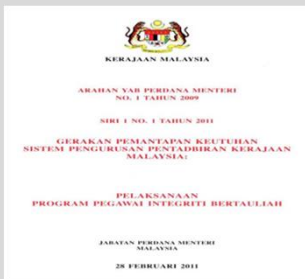 KERAJAAN MALAYSIA
ARAHAN YAB PERDANA MENTERI
NO. 1 TAHUN 2009
SIRI 1 NO. 1 TAHUN 2011
GERAKAN PEMANTAPAN KEUTUHAN
SISTEM PENGURUSAN PENTADBIRAN KERAJAAN
MALAYSIA:
PELAKSANAAN
PROGRAM PEGAWAI INTEGRITI BERTAULIAH
JABATAN PERDANA MENTERI
MALAYSIA
28 FEBRUARI 2011